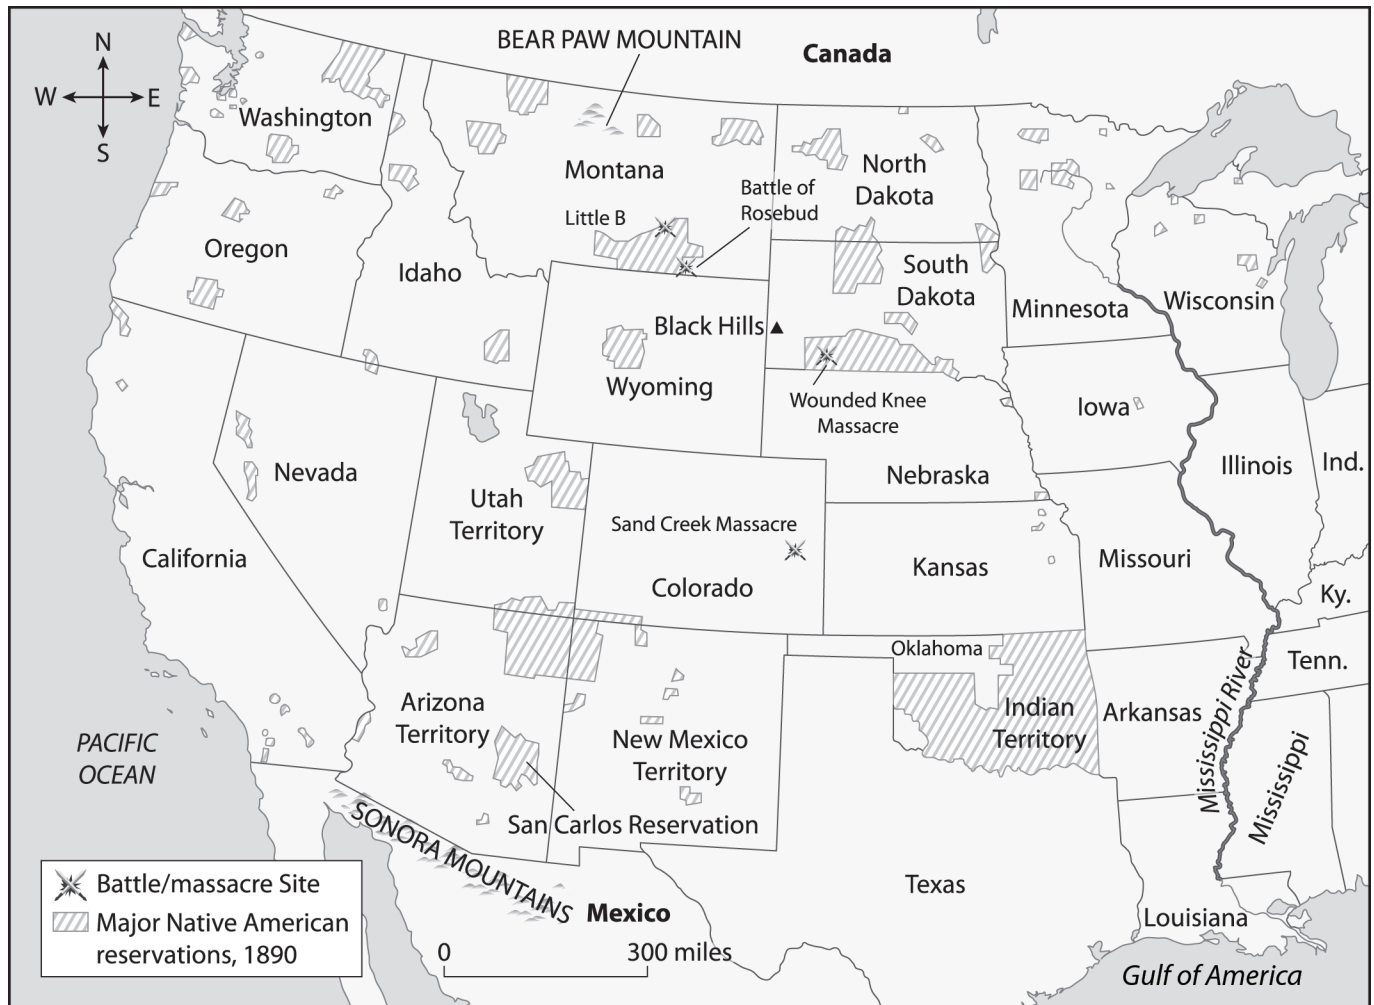 BEAR PAW MOUNTAIN
Canada
N
W
E
S
Washington
Montana
North
Dakota
Battle of
Rosebud
Little B
Oregon
Idaho
South
Dakota
Minnesota
Wisconsin
Black Hills
Wyoming
Wounded Knee
Massacre
Iowa
Nevada
Nebraska
Illinois
Ind.
Utah
Territory
Sand Creek Massacre
California
Colorado
Kansas
Missouri
Ky.
Oklahoma
Tenn.
Arizona
Territory
Indian
Territory
Arkansas
Mississippi River
Mississippi
PACIFIC
OCEAN
New Mexico
Territory
San Carlos Reservation
SONORA MOUNTAINS
Texas
Mexico
Louisiana
Gulf of America
Battle/massacre Site
Major Native American
reservations, 1890
0
300 miles